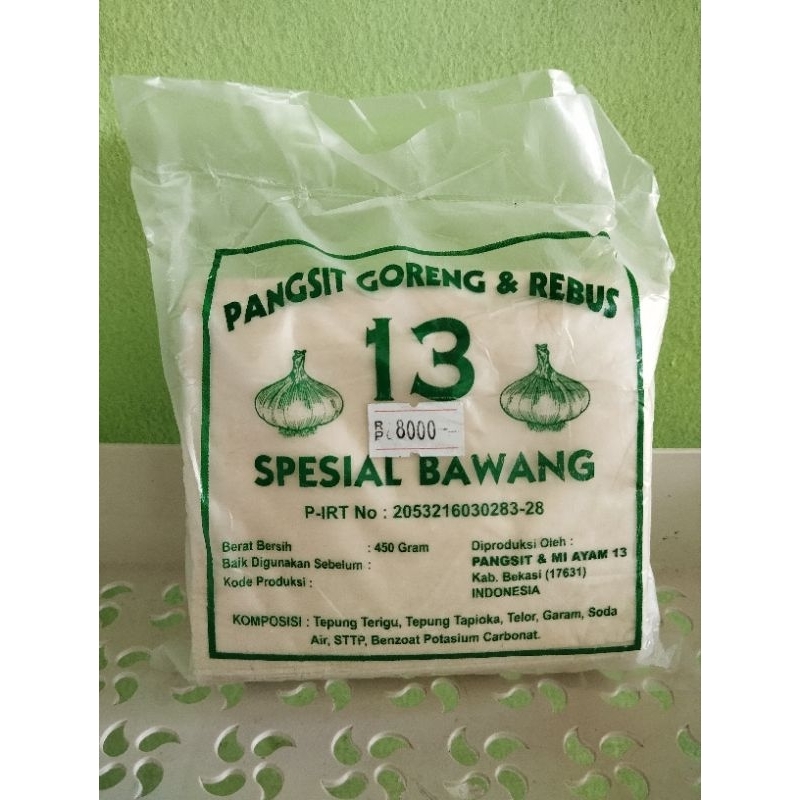 PANGSIT GORENG & REBUS
13
RP 8000
SPESIAL BAWANG
P-IRT No : 2053216030283-28
Berat Bersih : 450 Gram
Baik Digunakan Sebelum :
Kode Produksi :
Diproduksi Oleh :
PANGSIT & MI AYAM 13
Kab. Bekasi (17631)
INDONESIA
KOMPOSISI : Tepung Terigu, Tepung Tapioka, Telor, Garam, Soda
Air, STTP, Benzoat Potasium Carbonat.